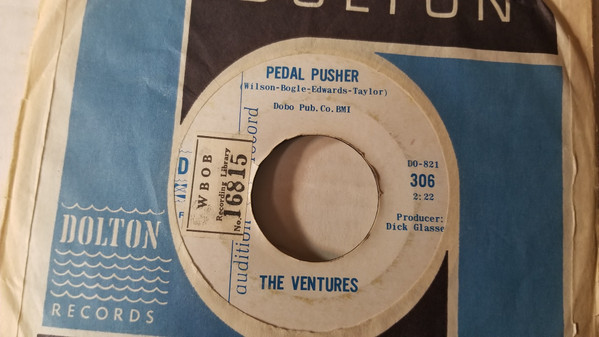 DOLTON
PEDAL PUSHER
(Wilson-Bogle-Edwards-Taylor)
Dobo Pub.Co.BMI
D
WBOB
Recording Library
No. 16815
audition record
DO-821
306
2:22
Producer:
Dick Glasse
THE VENTURES
DOLTON
RECORDS